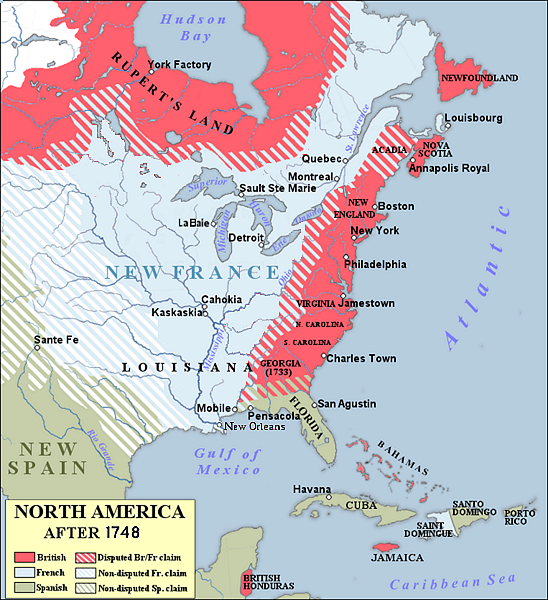 Hudson
Bay
York Factory
RUPERT'S LAND
NEWFOUNDLAND
St. Lawrence
Louisbourg
ACADIA
NOVA
SCOTIA
Quebec
Annapolis Royal
Montreal
Superior
Sault Ste Marie
NEW
ENGLAND
Boston
LaBaie
Michigan
Huron
Ontario
New York
Detroit
Erie
Atlantic
NEW FRANCE
Ohio
Philadelphia
Cahokia
Kaskaskia
VIRGINIA
Jamestown
N. CAROLINA
Sante Fe
Mississippi
S. CAROLINA
LOUISIANA
GEORGIA
(1733)
Charles Town
Mobile
Pensacola
FLORIDA
San Agustin
New Orleans
NEW
SPAIN
Rio Grande
Gulf of
Mexico
BAHAMAS
Havana
CUBA
SANTO
DOMINGO
PORTO
RICO
SAINT
DOMINGUE
JAMAICA
BRITISH
HONDURAS
Caribbean Sea
NORTH AMERICA
AFTER 1748
British
Disputed Br/Fr claim
French
Non-disputed Fr. claim
Spanish
Non-disputed Sp. claim